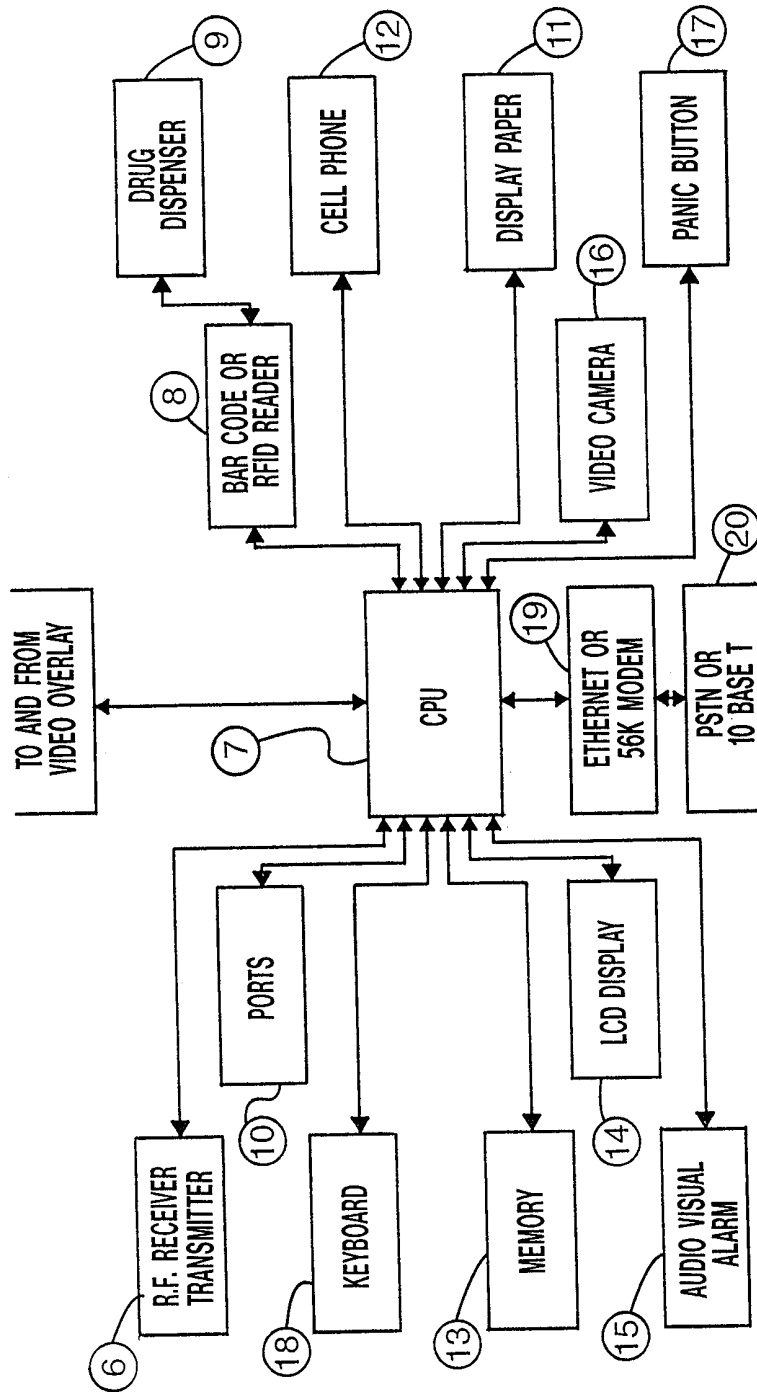 TO AND FROM
VIDEO OVERLAY
6
R.F. RECEIVER
TRANSMITTER
10
PORTS
18
KEYBOARD
13
MEMORY
14
LCD DISPLAY
15
AUDIO VISUAL
ALARM
7
CPU
19
ETHERNET OR
56K MODEM
20
PSTN OR
10 BASE T
8
BAR CODE OR
RFID READER
9
DRUG
DISPENSER
12
CELL PHONE
11
DISPLAY PAPER
16
VIDEO CAMERA
17
PANIC BUTTON